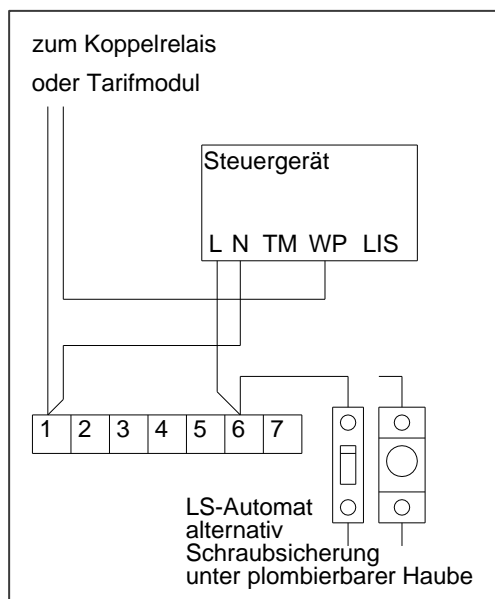 zum Koppelrelais
oder Tarifmodul
Steuergerät
L N TM WP LIS
1 2 3 4 5 6 7
LS-Automat
alternativ
Schraubsicherung
unter plombierbarer Haube